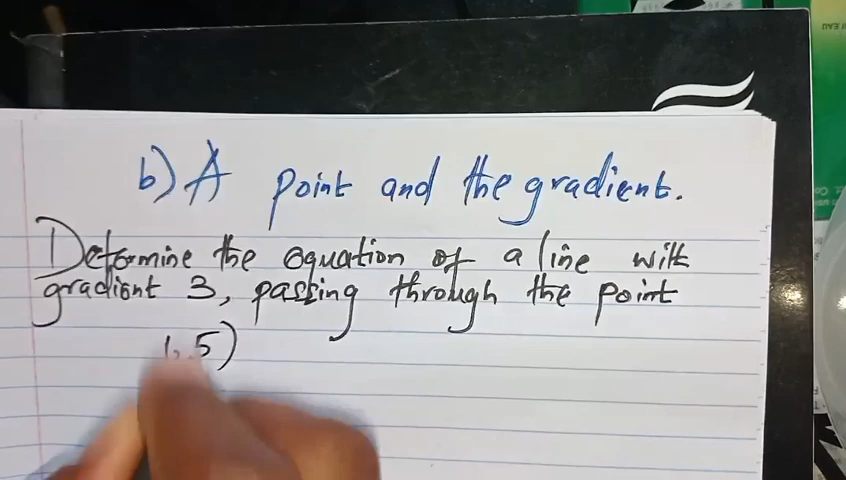 b) A point and the gradient.
Determine the equation of a line with
gradient 3, passing through the point
1,5)